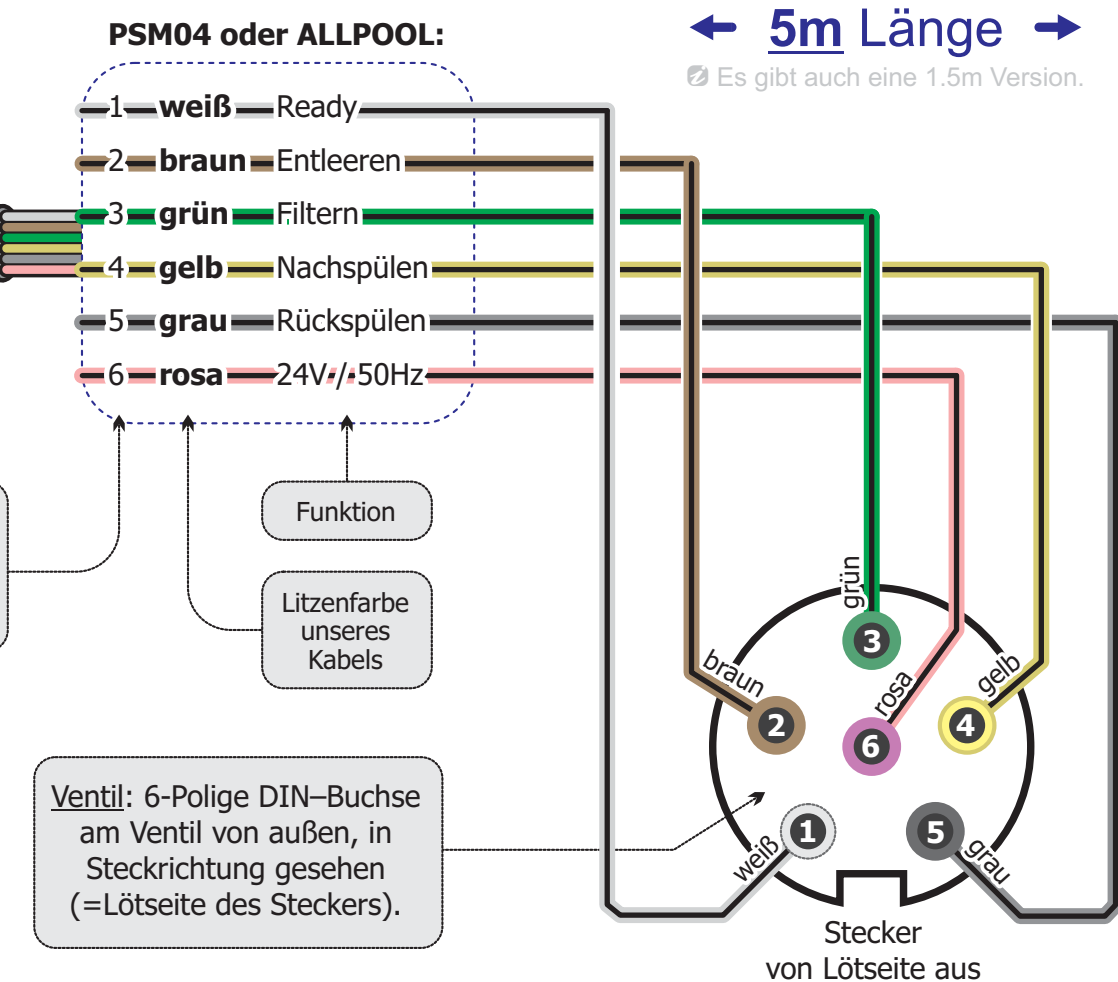 PSM04 oder ALLPOOL:
5m Länge
Es gibt auch eine 1.5m Version.
1 weiß Ready
2 braun Entleeren
3 grün Filtern
4 gelb Nachspülen
5 grau Rückspülen
6 rosa 24V / 50Hz
Funktion
Litzenfarbe
unseres
Kabels
grün
3
braun
2
rosa
6
gelb
4
weiß
1
grau
5
Ventil: 6-Polige DIN–Buchse
am Ventil von außen, in
Steckrichtung gesehen
(=Lötseite des Steckers).
Stecker
von Lötseite aus